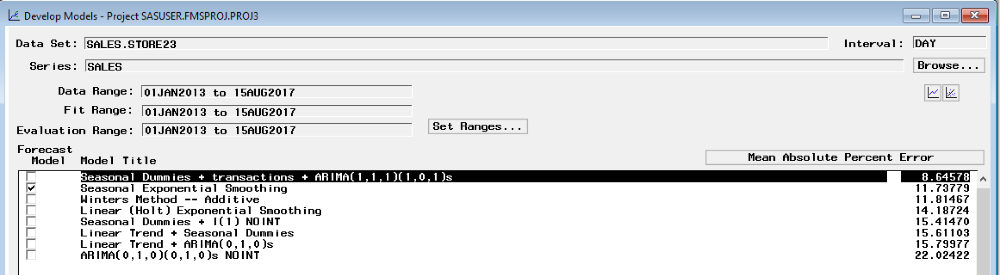 Develop Models - Project SASUSER.FMSPROJ.PROJ3
Data Set: SALES.STORE23 Interval: DAY
Series: SALES Browse...
Data Range: 01JAN2013 to 15AUG2017
Fit Range: 01JAN2013 to 15AUG2017
Evaluation Range: 01JAN2013 to 15AUG2017 Set Ranges...
Forecast
Model Model Title Mean Absolute Percent Error
Seasonal Dummies + transactions + ARIMA(1,1,1)(1,0,1)s 8.64578
Seasonal Exponential Smoothing 11.73779
Winters Method -- Additive 11.81467
Linear (Holt) Exponential Smoothing 14.18724
Seasonal Dummies + I(1) NOINT 15.41470
Linear Trend + Seasonal Dummies 15.61103
Linear Trend + ARIMA(0,1,0)s 15.79977
ARIMA(0,1,0)(0,1,0)s NOINT 22.02422